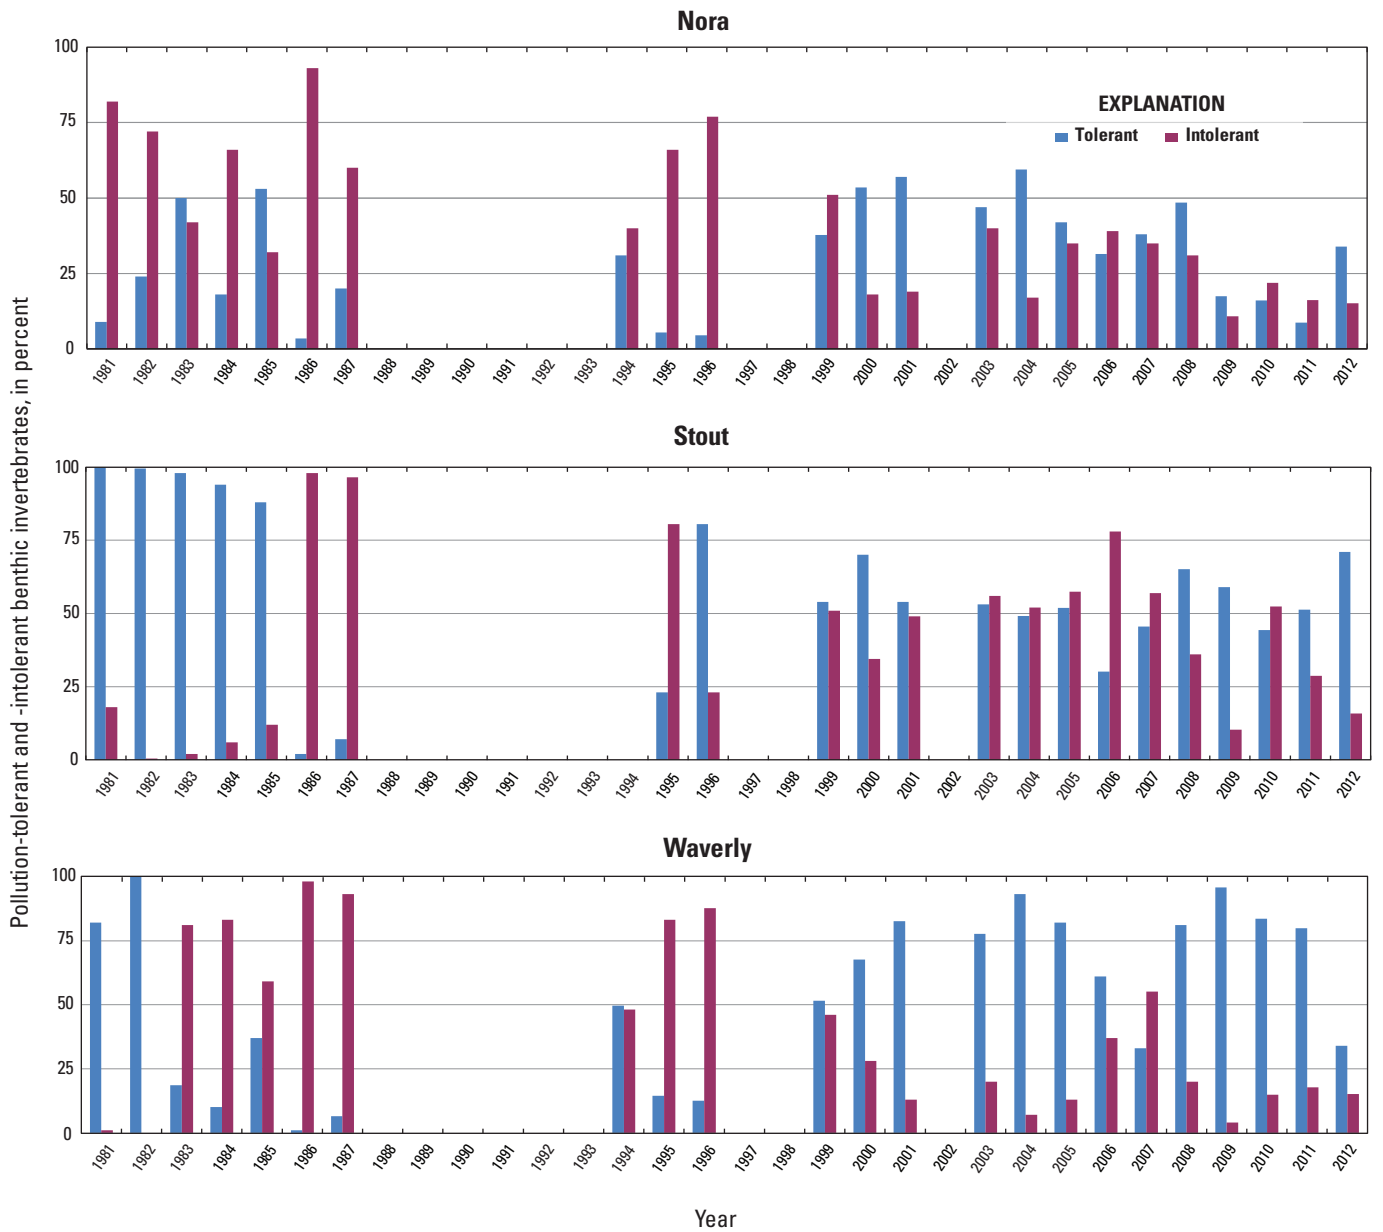 Pollution-tolerant and -intolerant benthic invertebrates, in percent
Nora
EXPLANATION
Tolerant Intolerant
100
75
50
25
0
1981 1982 1983 1984 1985 1986 1987 1988 1989 1990 1991 1992 1993 1994 1995 1996 1997 1998 1999 2000 2001 2002 2003 2004 2005 2006 2007 2008 2009 2010 2011 2012
Stout
100
75
50
25
0
1981 1982 1983 1984 1985 1986 1987 1988 1989 1990 1991 1992 1993 1994 1995 1996 1997 1998 1999 2000 2001 2002 2003 2004 2005 2006 2007 2008 2009 2010 2011 2012
Waverly
100
75
50
25
0
1981 1982 1983 1984 1985 1986 1987 1988 1989 1990 1991 1992 1993 1994 1995 1996 1997 1998 1999 2000 2001 2002 2003 2004 2005 2006 2007 2008 2009 2010 2011 2012
Year